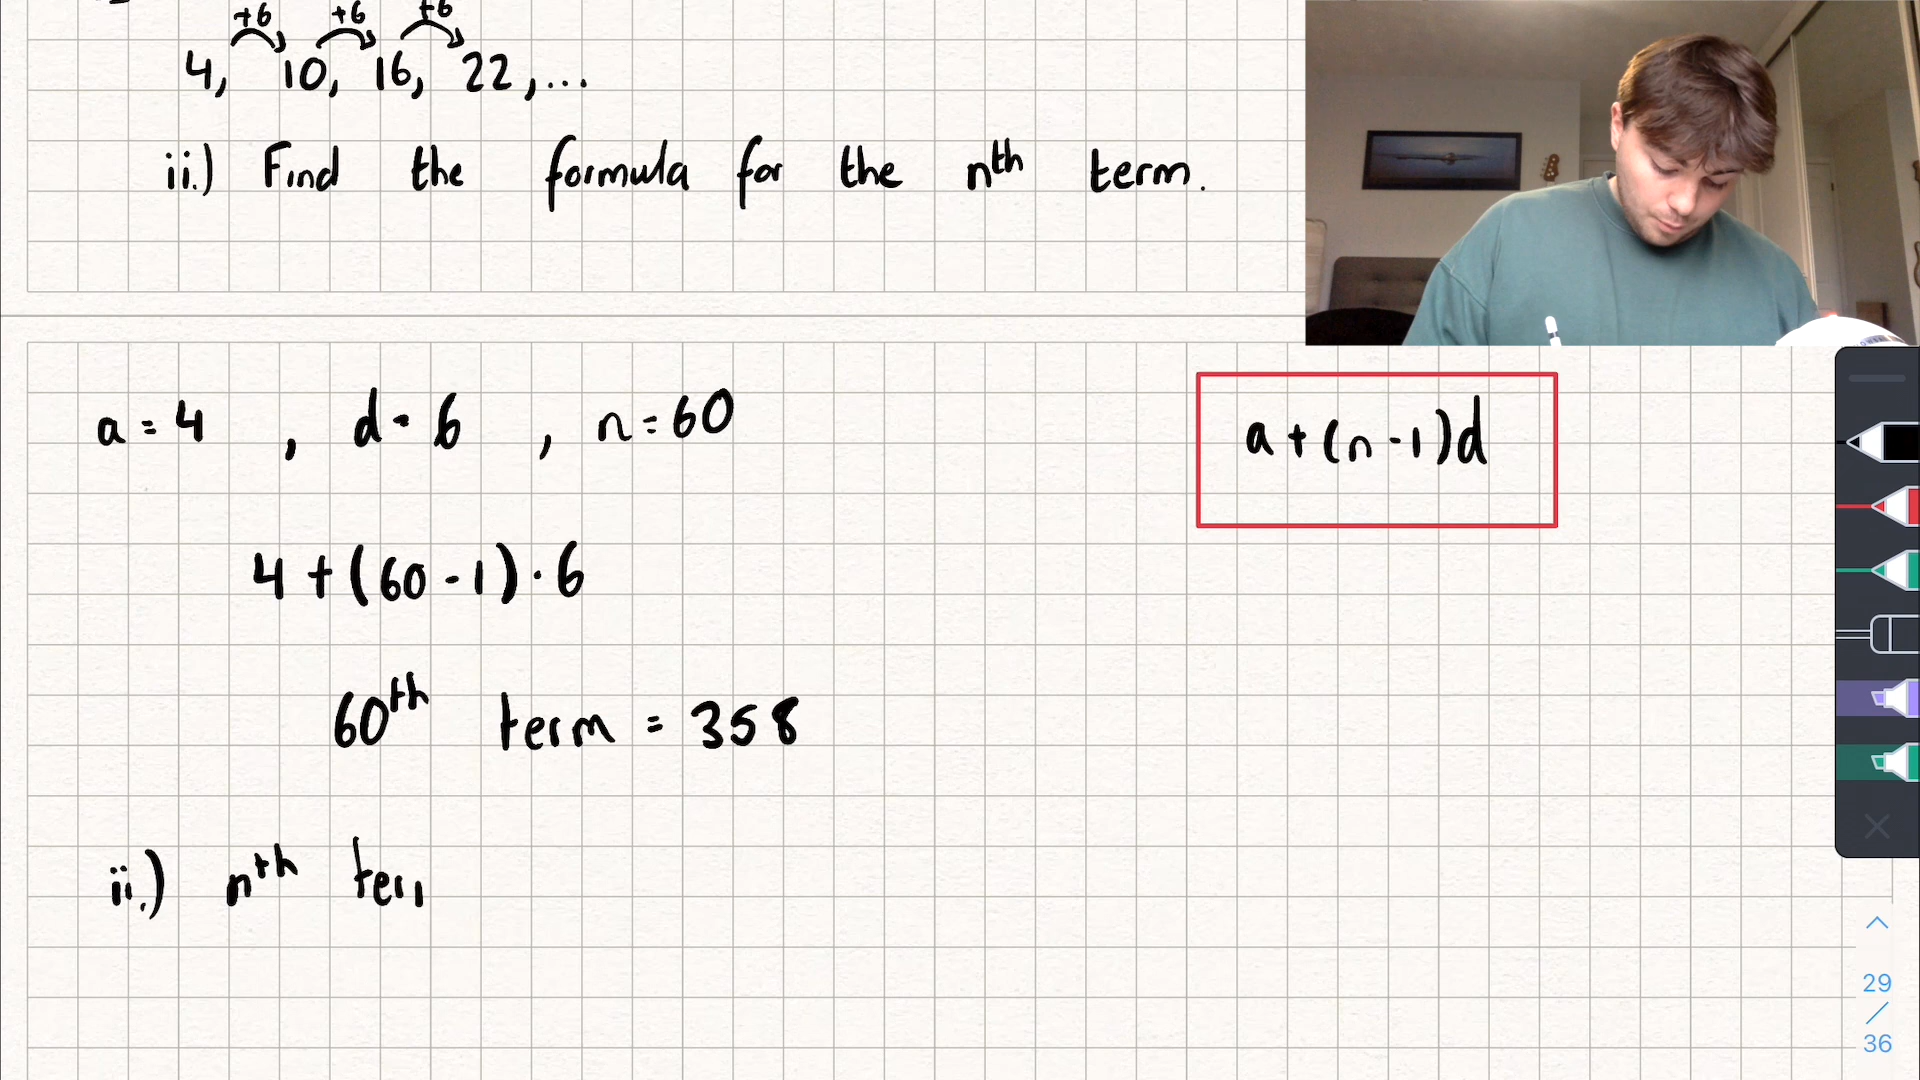 +6 +6 +6
4, 10, 16, 22, ...
ii.) Find the formula for the nth term.
a = 4 , d = 6 , n = 60
a + (n - 1)d
4 + (60 - 1) · 6
60th term = 358
ii.) nth ter
29
/
36